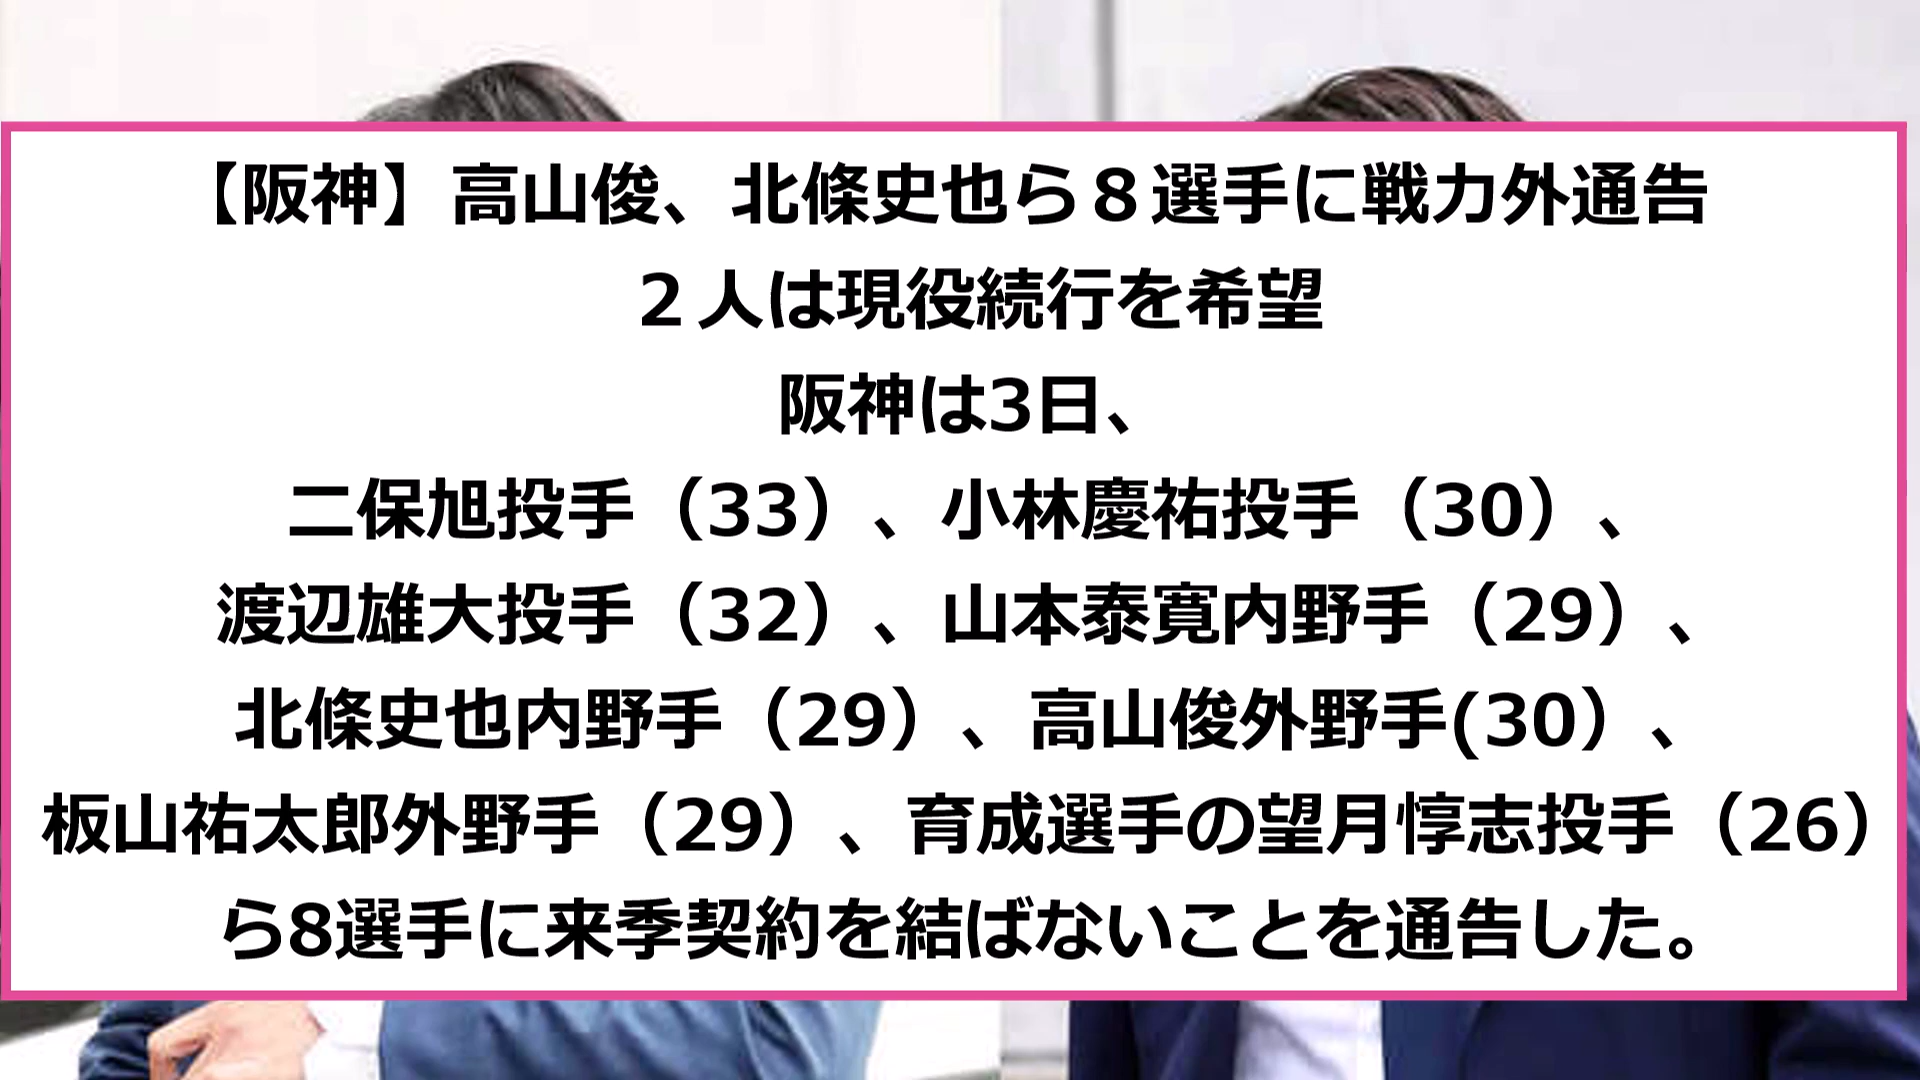 【阪神】高山俊、北條史也ら８選手に戦力外通告
２人は現役続行を希望
阪神は3日、
二保旭投手（33）、小林慶祐投手（30）、
渡辺雄大投手（32）、山本泰寛内野手（29）、
北條史也内野手（29）、高山俊外野手(30）、
板山祐太郎外野手（29）、育成選手の望月惇志投手（26）
ら8選手に来季契約を結ばないことを通告した。